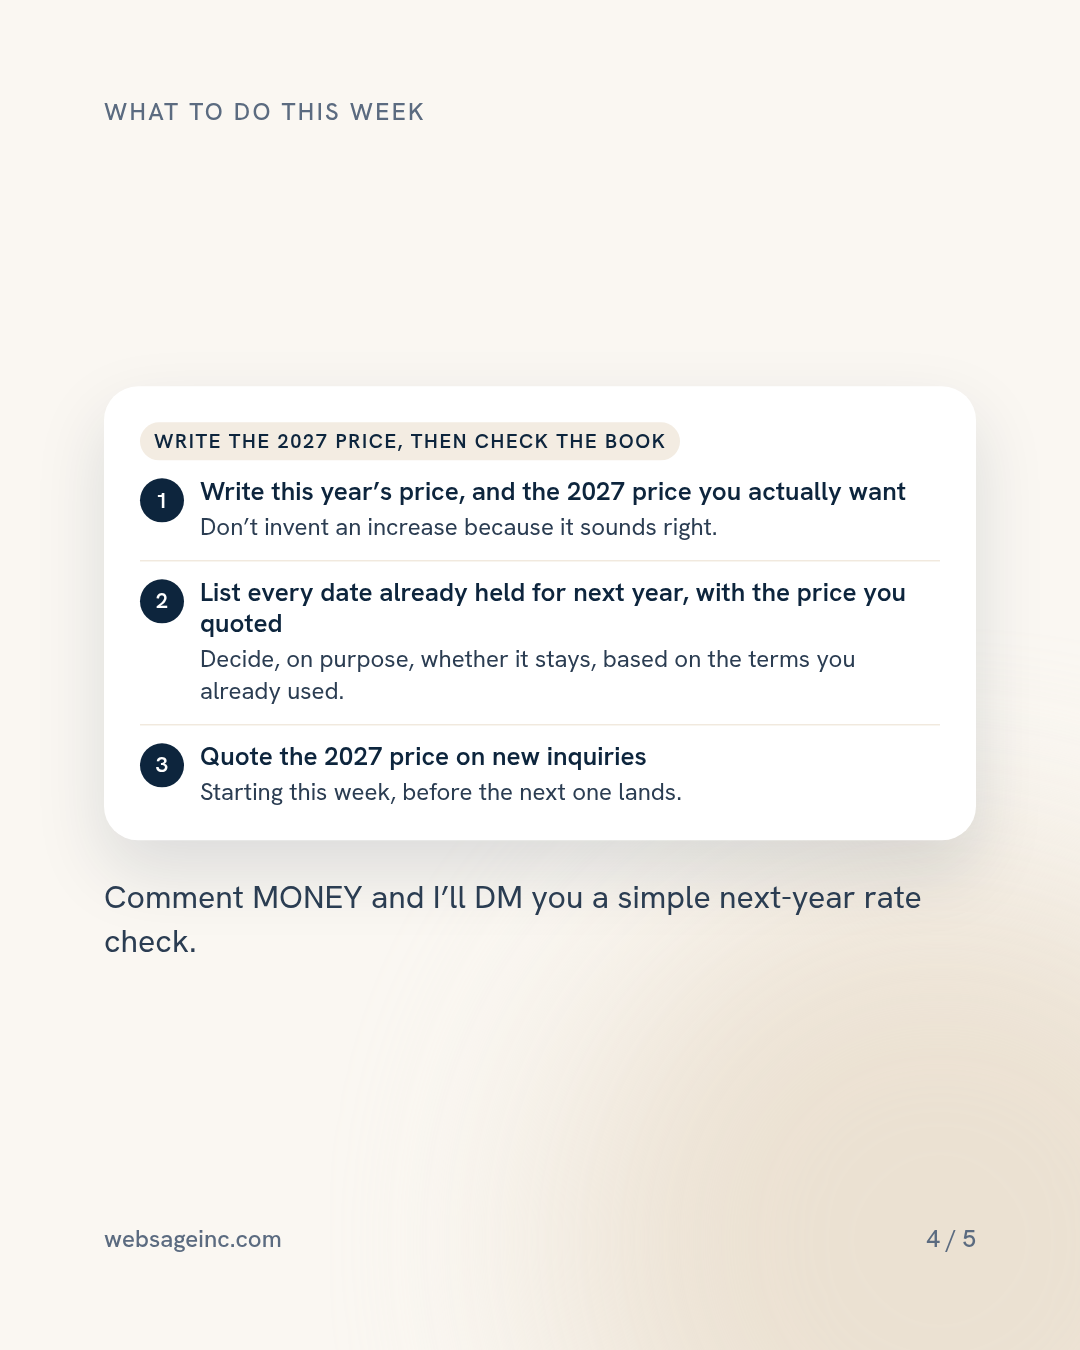 WHAT TO DO THIS WEEK
WRITE THE 2027 PRICE, THEN CHECK THE BOOK
1
Write this year’s price, and the 2027 price you actually want
Don’t invent an increase because it sounds right.
2
List every date already held for next year, with the price you
quoted
Decide, on purpose, whether it stays, based on the terms you
already used.
3
Quote the 2027 price on new inquiries
Starting this week, before the next one lands.
Comment MONEY and I’ll DM you a simple next-year rate
check.
websageinc.com
4 / 5